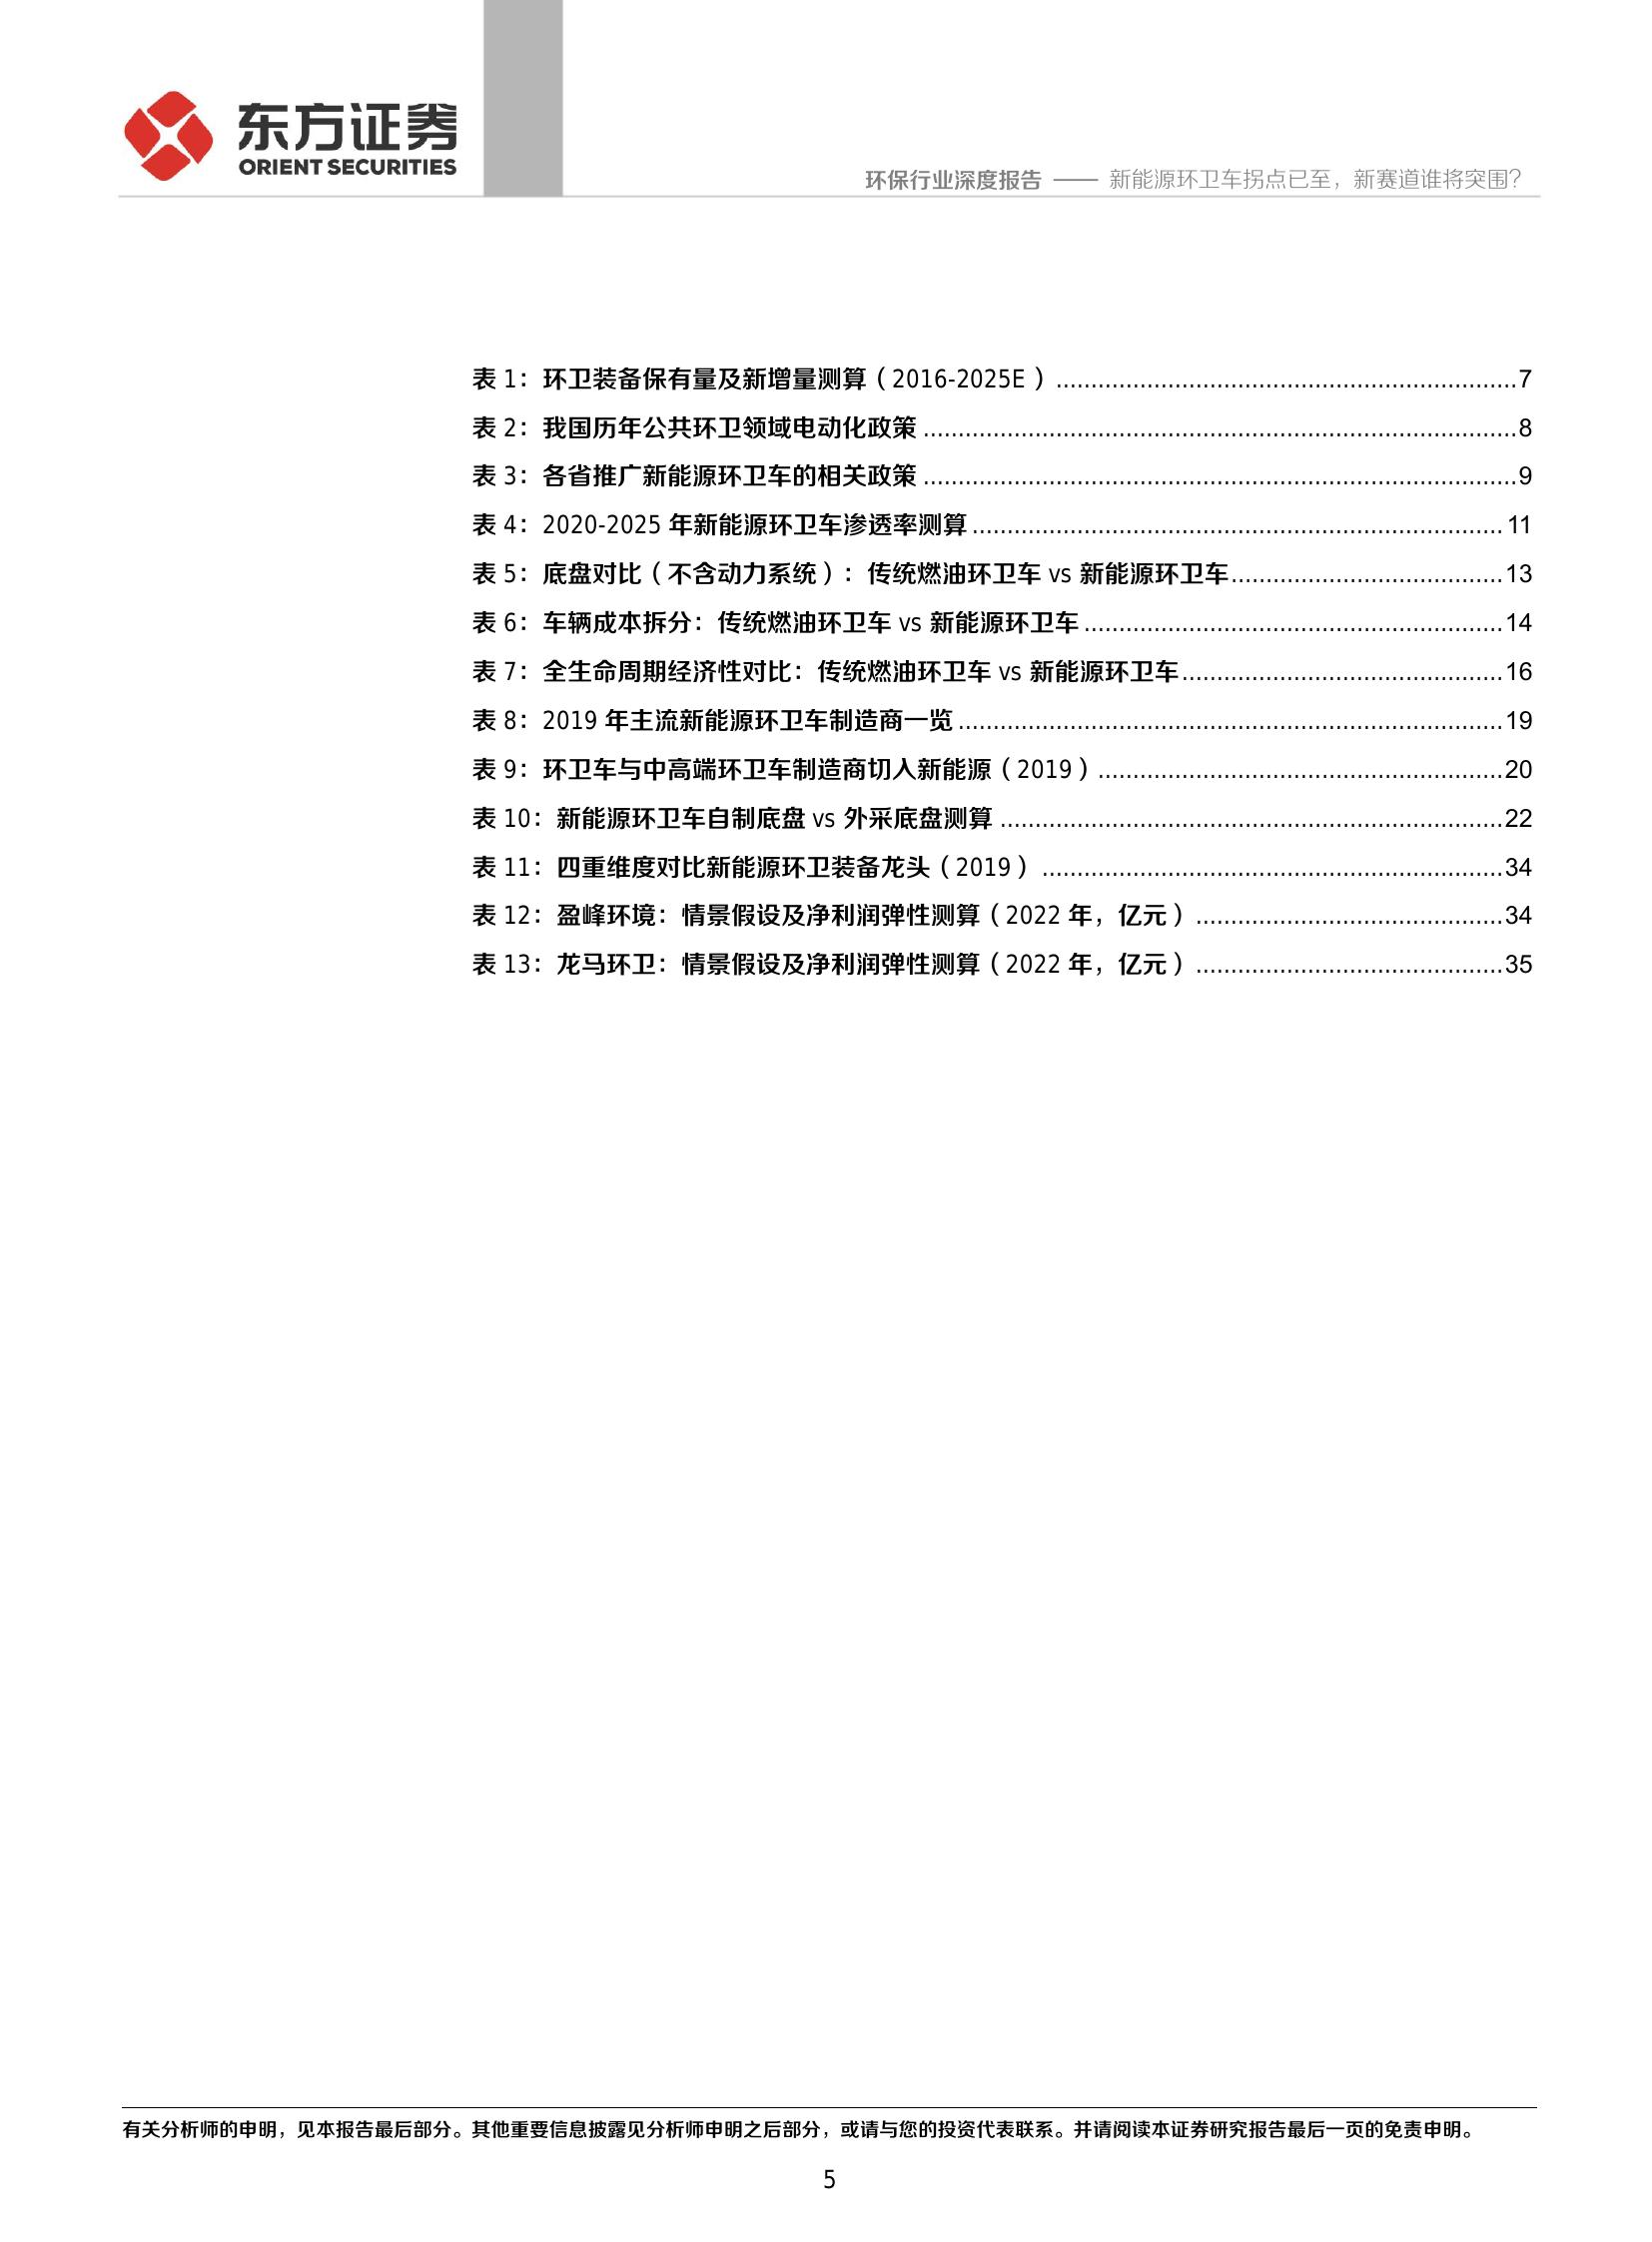 东方证券
ORIENT SECURITIES
环保行业深度报告 —— 新能源环卫车拐点已至，新赛道谁将突围？
表 1：环卫装备保有量及新增量测算（2016-2025E）..................................................................7
表 2：我国历年公共环卫领域电动化政策 .....................................................................................8
表 3：各省推广新能源环卫车的相关政策 .....................................................................................9
表 4：2020-2025 年新能源环卫车渗透率测算............................................................................ 11
表 5：底盘对比（不含动力系统）：传统燃油环卫车 vs 新能源环卫车.......................................13
表 6：车辆成本拆分：传统燃油环卫车 vs 新能源环卫车............................................................14
表 7：全生命周期经济性对比：传统燃油环卫车 vs 新能源环卫车..............................................16
表 8：2019 年主流新能源环卫车制造商一览..............................................................................19
表 9：环卫车与中高端环卫车制造商切入新能源（2019）..........................................................20
表 10：新能源环卫车自制底盘 vs 外采底盘测算 ........................................................................22
表 11：四重维度对比新能源环卫装备龙头（2019）..................................................................34
表 12：盈峰环境：情景假设及净利润弹性测算（2022 年，亿元）............................................34
表 13：龙马环卫：情景假设及净利润弹性测算（2022 年，亿元）............................................35
有关分析师的申明，见本报告最后部分。其他重要信息披露见分析师申明之后部分，或请与您的投资代表联系。并请阅读本证券研究报告最后一页的免责申明。
5